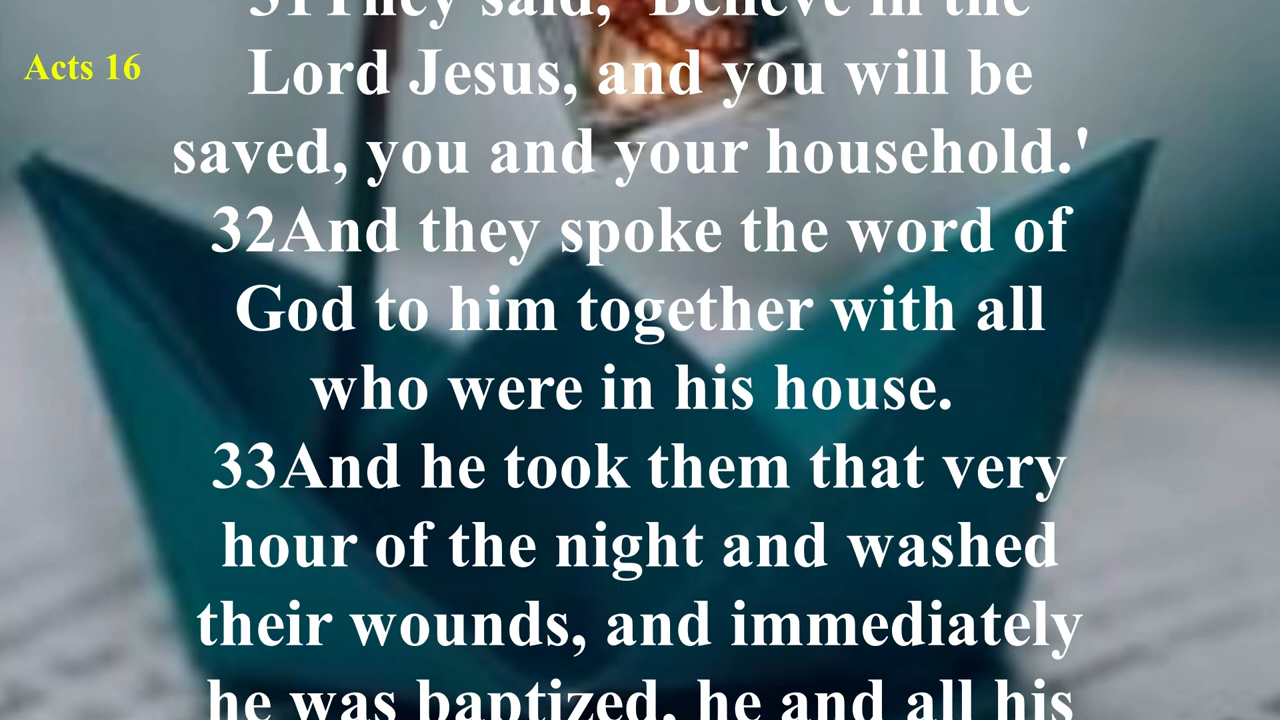 31They said, "Believe in the
Acts 16
Lord Jesus, and you will be
saved, you and your household.'
32And they spoke the word of
God to him together with all
who were in his house.
33And he took them that very
hour of the night and washed
their wounds, and immediately
he was baptized, he and all his